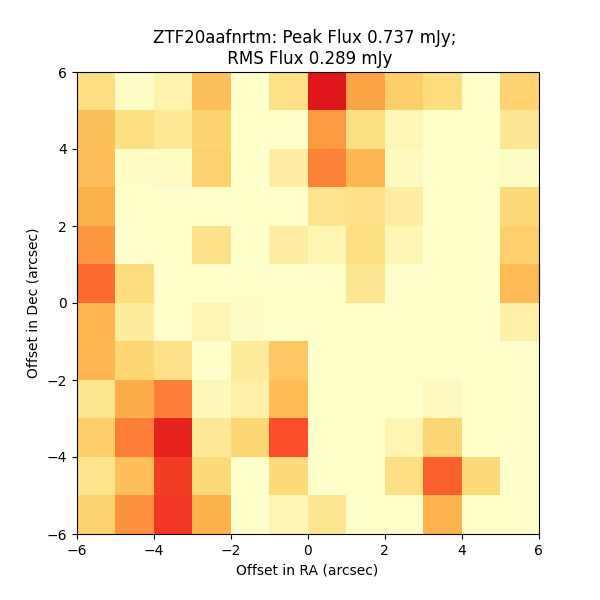 ZTF20aafnrtm: Peak Flux 0.737 mJy;
RMS Flux 0.289 mJy
6
4
2
0
−2
−4
−6
Offset in Dec (arcsec)
−6 −4 −2 0 2 4 6
Offset in RA (arcsec)